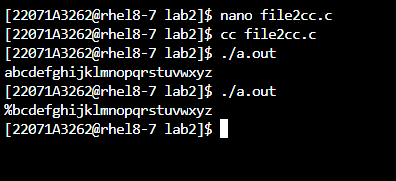 [22071A3262@rhel8-7 lab2]$ nano file2cc.c
[22071A3262@rhel8-7 lab2]$ cc file2cc.c
[22071A3262@rhel8-7 lab2]$ ./a.out
abcdefghijklmnopqrstuvwxyz
[22071A3262@rhel8-7 lab2]$ ./a.out
%bcdefghijklmnopqrstuvwxyz
[22071A3262@rhel8-7 lab2]$